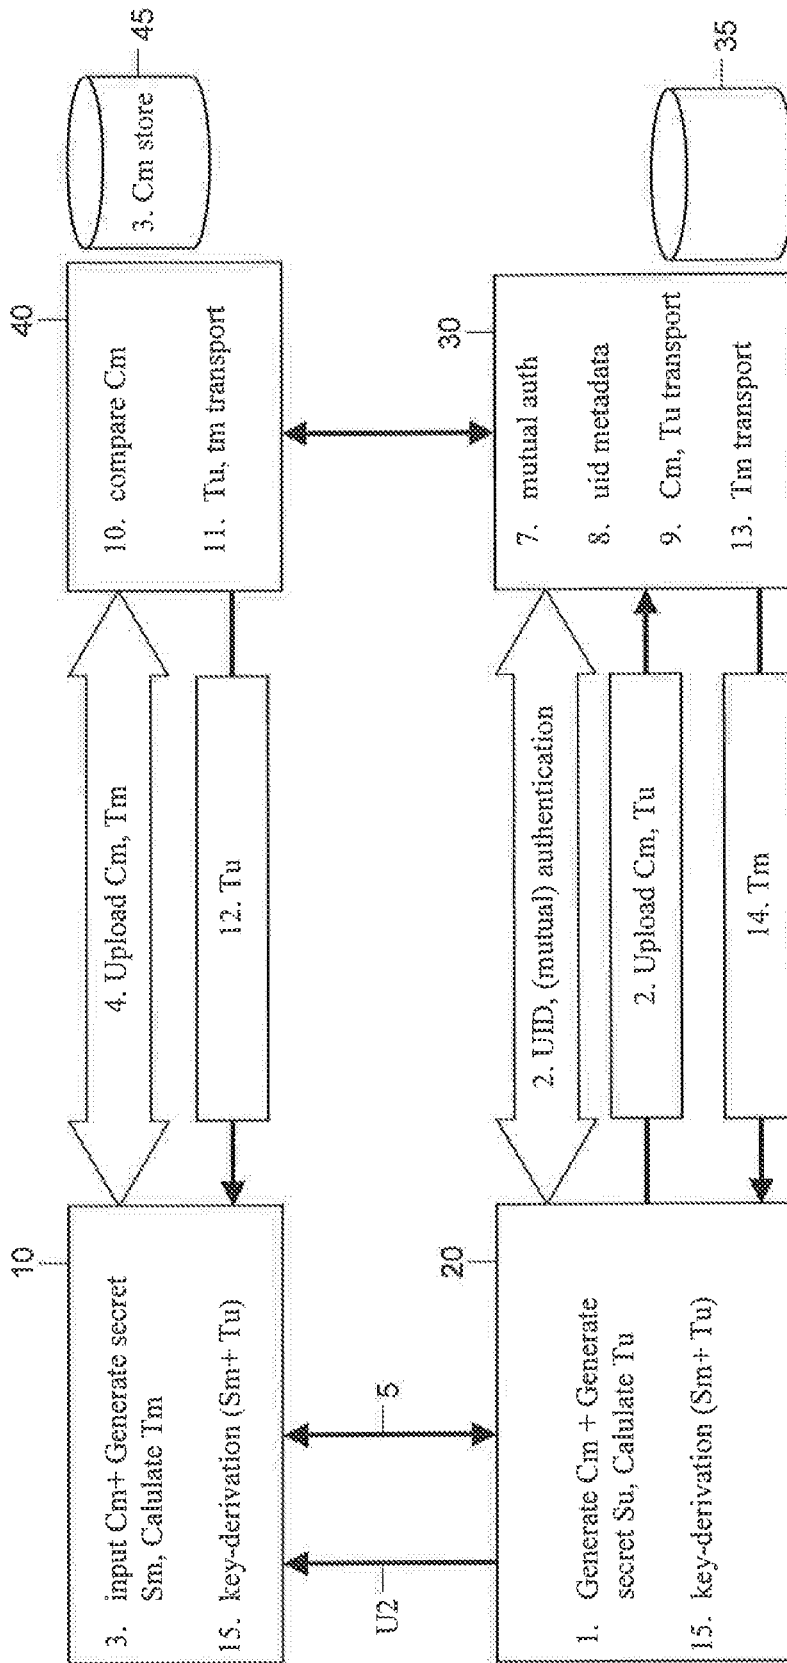 10
3. input Cm+ Generate secret
Sm, Calulate Tm
15. key-derivation (Sm+ Tu)
4. Upload Cm, Tm
12. Tu
40
10. compare Cm
11. Tu, tm transport
45
3. Cm store
U2
5
20
1. Generate Cm + Generate
secret Su, Calulate Tu
15. key-derivation (Sm+ Tu)
2. UID, (mutual) authentication
2. Upload Cm, Tu
14. Tm
30
7. mutual auth
8. uid metadata
9. Cm, Tu transport
13. Tm transport
35